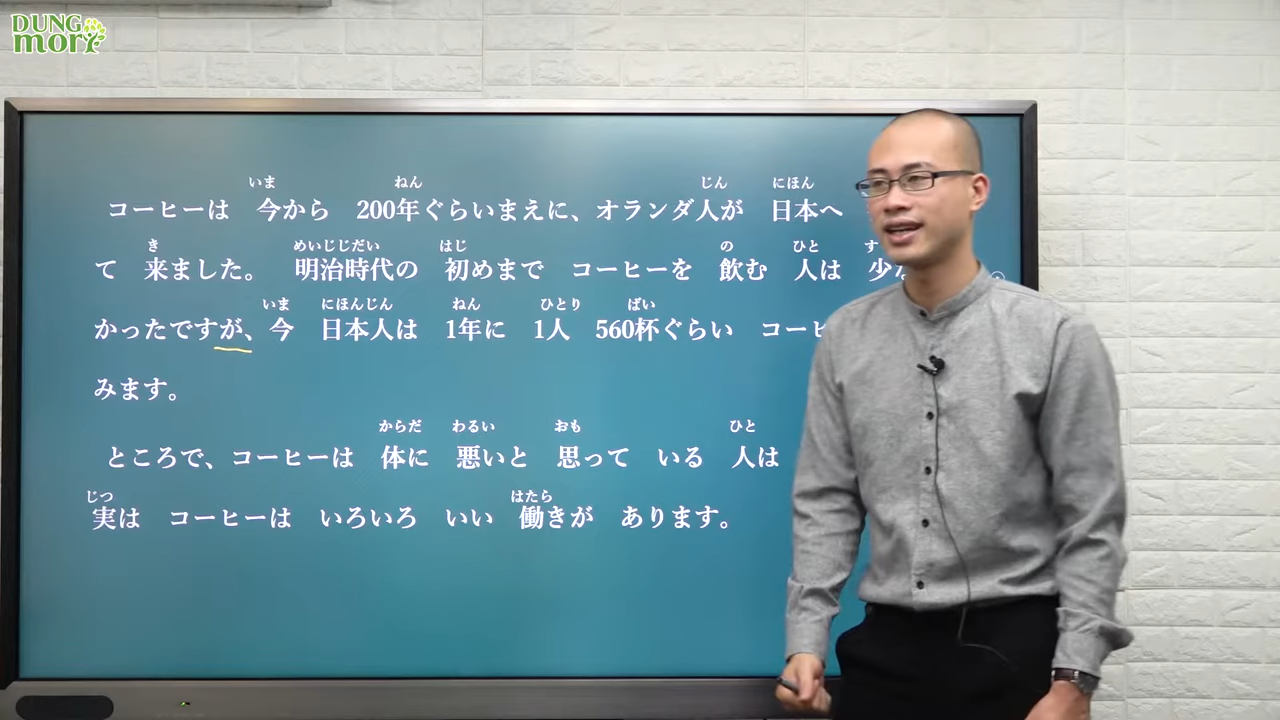 DUNG
mori
いま ねん じん にほん
コーヒーは 今から 200年ぐらいまえに、オランダ人が 日本へ
き めいじじだい はじ の ひと す
て 来ました。 明治時代の 初めまで コーヒーを 飲む 人は 少
いま にほんじん ねん ひとり ばい
かったですが、今 日本人は 1年に 1人 560杯ぐらい コーヒ
みます。
からだ わるい おも ひと
ところで、コーヒーは 体に 悪いと 思って いる 人は
じつ はたら
実は コーヒーは いろいろ いい 働きが あります。